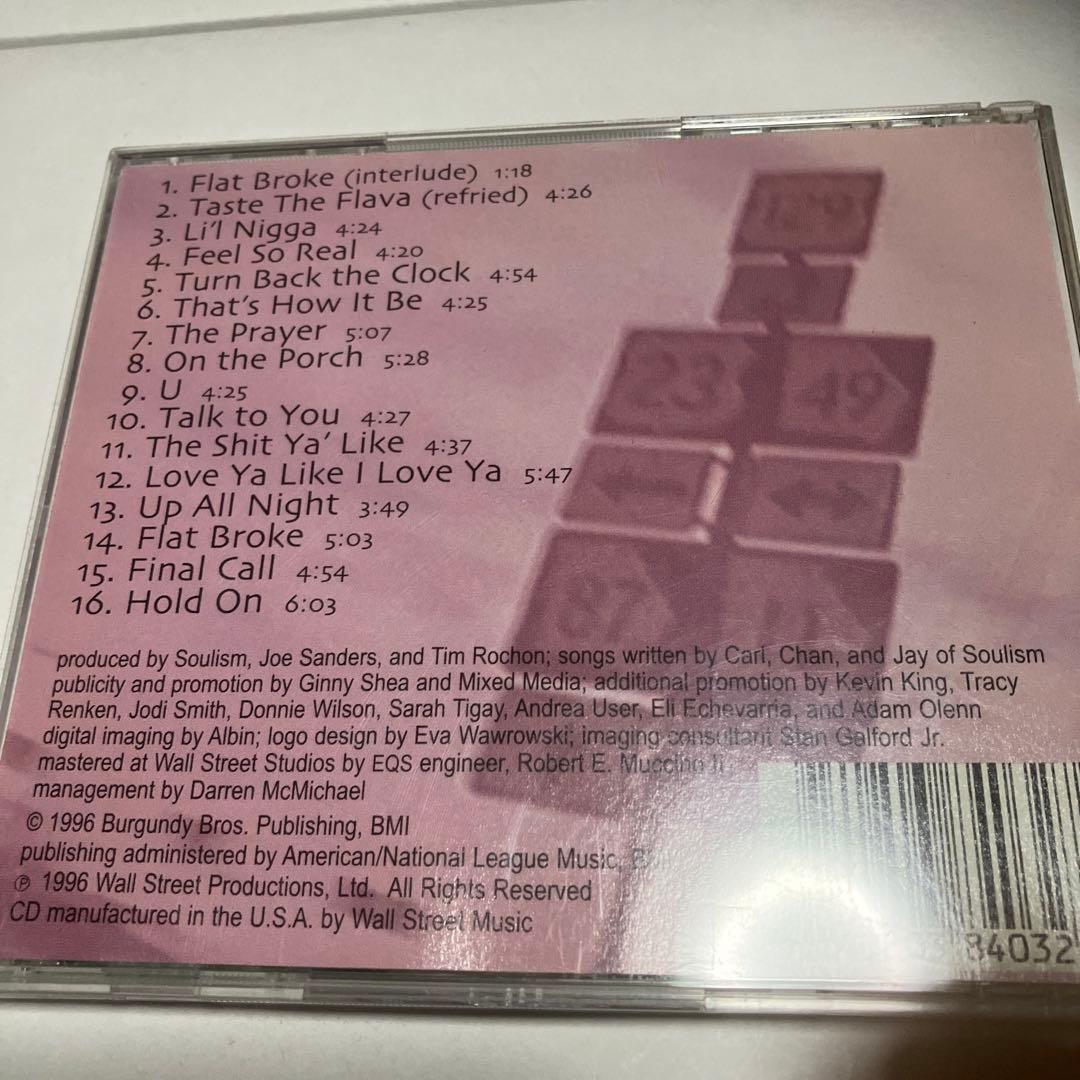 1. Flat Broke (interlude) 1:18
2. Taste The Flava (refried) 4:26
3. Li'l Nigga 4:24
4. Feel So Real 4:20
5. Turn Back the Clock 4:54
6. That's How It Be 4:25
7. The Prayer 5:07
8. On the Porch 5:28
9. U 4:25
10. Talk to You 4:27
11. The Shit Ya' Like 4:37
12. Love Ya Like I Love Ya 5:47
13. Up All Night 3:49
14. Flat Broke 5:03
15. Final Call 4:54
16. Hold On 6:03
23 49
87
produced by Soulism, Joe Sanders, and Tim Rochon; songs written by Carl, Chan, and Jay of Soulism
publicity and promotion by Ginny Shea and Mixed Media; additional promotion by Kevin King, Tracy
Renken, Jodi Smith, Donnie Wilson, Sarah Tigay, Andrea User, Eli Echevarria, and Adam Olenn
digital imaging by Albin; logo design by Eva Wawrowski; imaging consultant Stan Gelford Jr.
mastered at Wall Street Studios by EQS engineer, Robert E. Muccino
management by Darren McMichael
© 1996 Burgundy Bros. Publishing, BMI
publishing administered by American/National League Music,
℗ 1996 Wall Street Productions, Ltd. All Rights Reserved
CD manufactured in the U.S.A. by Wall Street Music
84032